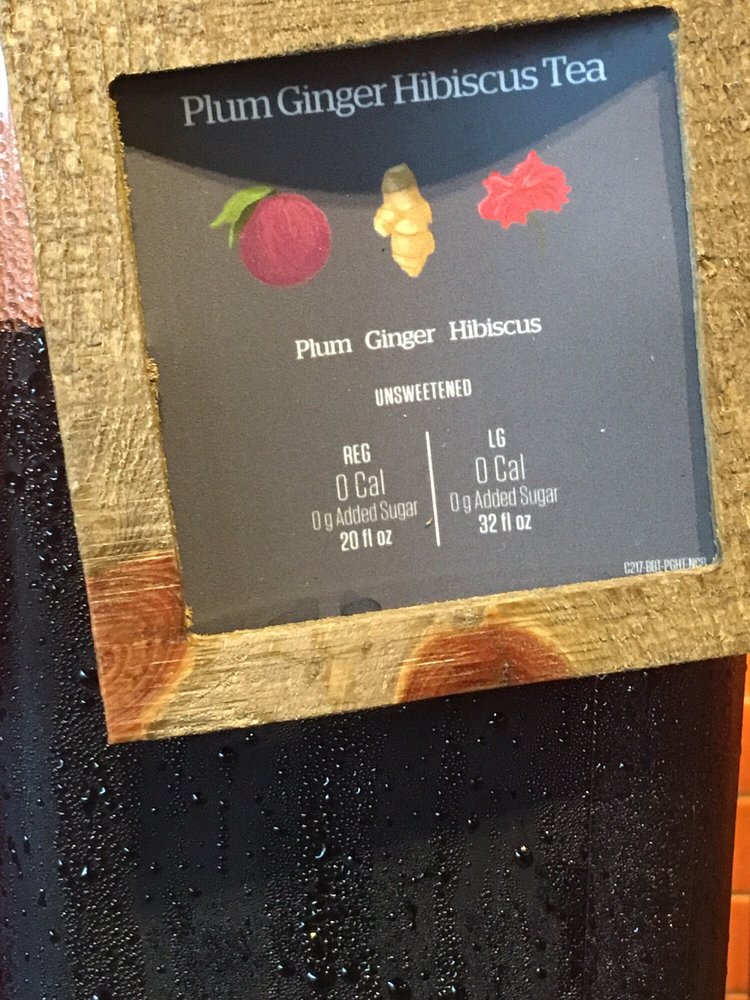 Plum Ginger Hibiscus Tea
Plum Ginger Hibiscus
UNSWEETENED
REG
0 Cal
0 g Added Sugar
20 fl oz
LG
0 Cal
0 g Added Sugar
32 fl oz